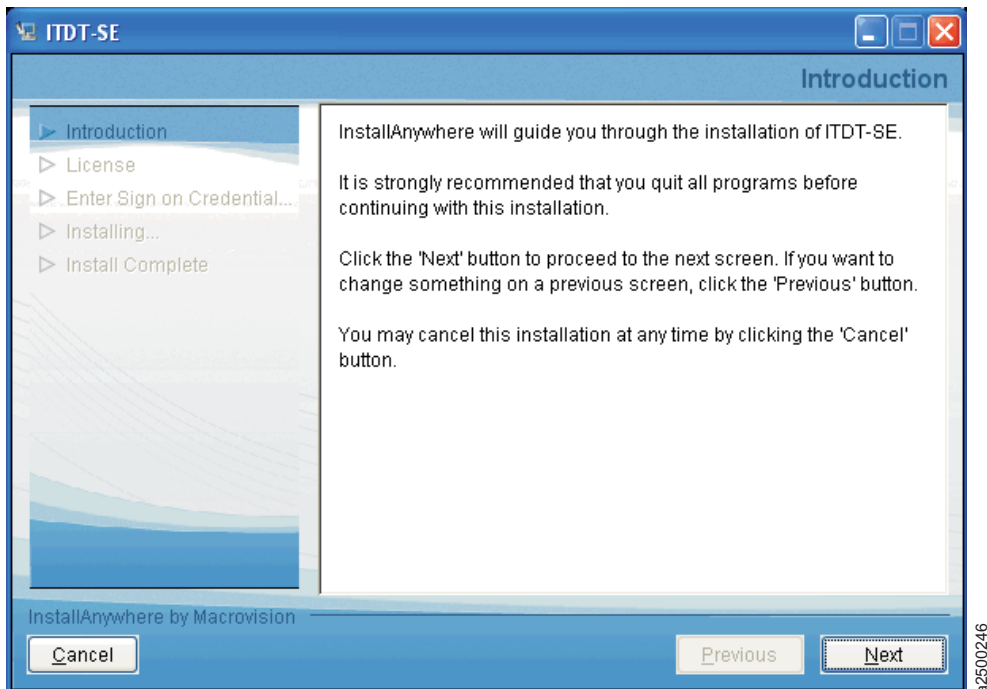 ITDT-SE
Introduction
Introduction
License
Enter Sign on Credential...
Installing...
Install Complete
InstallAnywhere will guide you through the installation of ITDT-SE.
It is strongly recommended that you quit all programs before
continuing with this installation.
Click the 'Next' button to proceed to the next screen. If you want to
change something on a previous screen, click the 'Previous' button.
You may cancel this installation at any time by clicking the 'Cancel'
button.
InstallAnywhere by Macrovision
Cancel
Previous
Next
a2500246